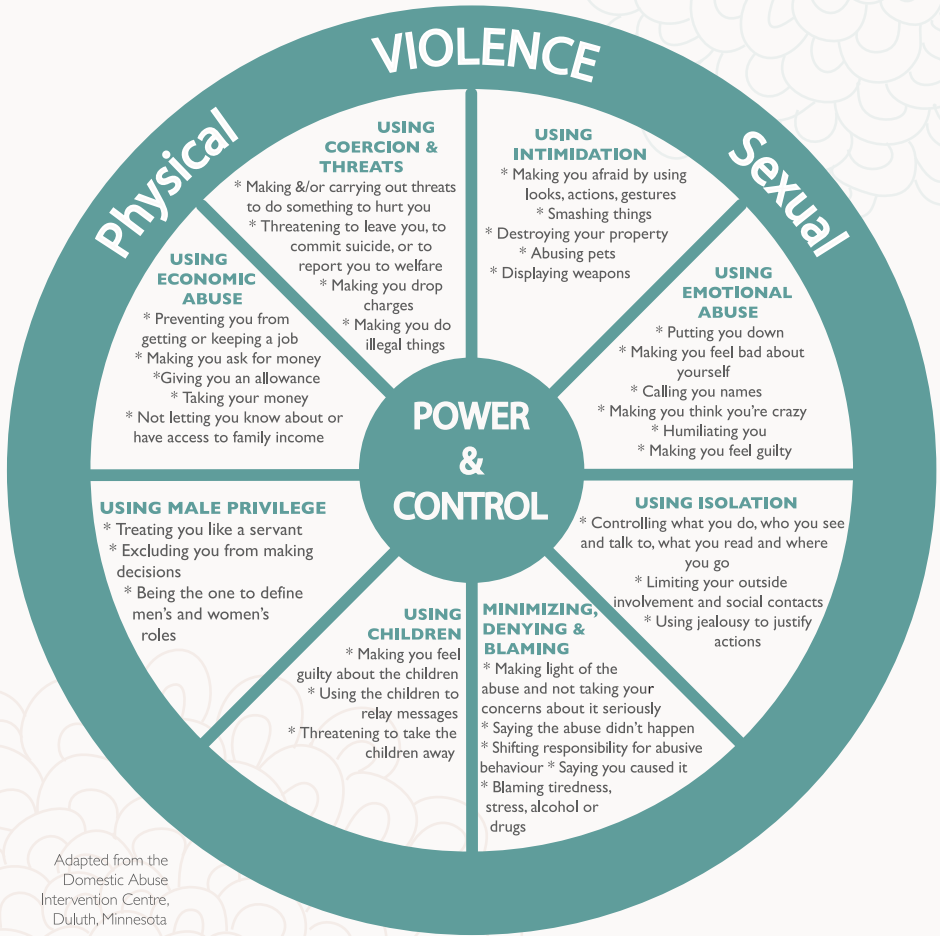 VIOLENCE
Physical
Sexual
USING
COERCION &
THREATS
* Making &/or carrying out threats
to do something to hurt you
* Threatening to leave you, to
commit suicide, or to
report you to welfare
* Making you drop
charges
* Making you do
illegal things
USING
INTIMIDATION
* Making you afraid by using
looks, actions, gestures
* Smashing things
* Destroying your property
* Abusing pets
* Displaying weapons
USING
EMOTIONAL
ABUSE
* Putting you down
* Making you feel bad about
yourself
* Calling you names
* Making you think you're crazy
* Humiliating you
* Making you feel guilty
USING ISOLATION
* Controlling what you do, who you see
and talk to, what you read and where
you go
* Limiting your outside
involvement and social contacts
* Using jealousy to justify
actions
MINIMIZING,
DENYING &
BLAMING
* Making light of the
abuse and not taking your
concerns about it seriously
* Saying the abuse didn't happen
* Shifting responsibility for abusive
behaviour * Saying you caused it
* Blaming tiredness,
stress, alcohol or
drugs
USING
CHILDREN
* Making you feel
guilty about the children
* Using the children to
relay messages
* Threatening to take the
children away
USING MALE PRIVILEGE
* Treating you like a servant
* Excluding you from making
decisions
* Being the one to define
men's and women's
roles
USING
ECONOMIC
ABUSE
* Preventing you from
getting or keeping a job
* Making you ask for money
*Giving you an allowance
* Taking your money
* Not letting you know about or
have access to family income
POWER
&
CONTROL
Adapted from the
Domestic Abuse
Intervention Centre,
Duluth, Minnesota